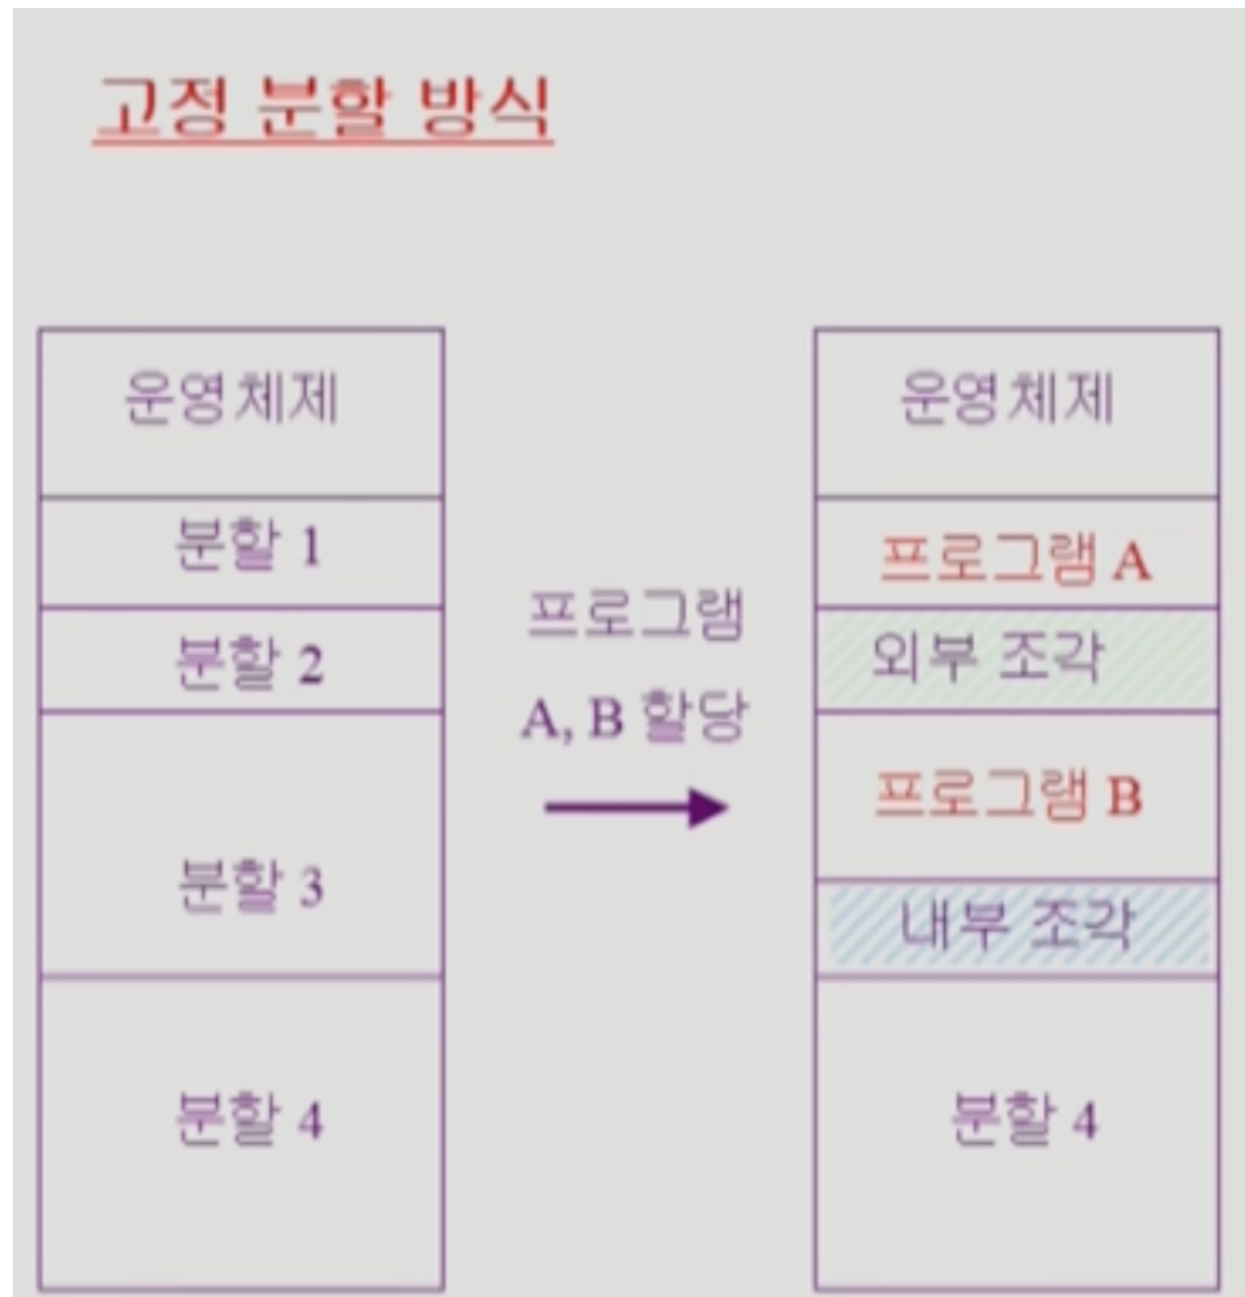 고정 분할 방식
운영체제
분할 1
분할 2
분할 3
분할 4
프로그램
A, B 할당
운영체제
프로그램 A
외부 조각
프로그램 B
내부 조각
분할 4